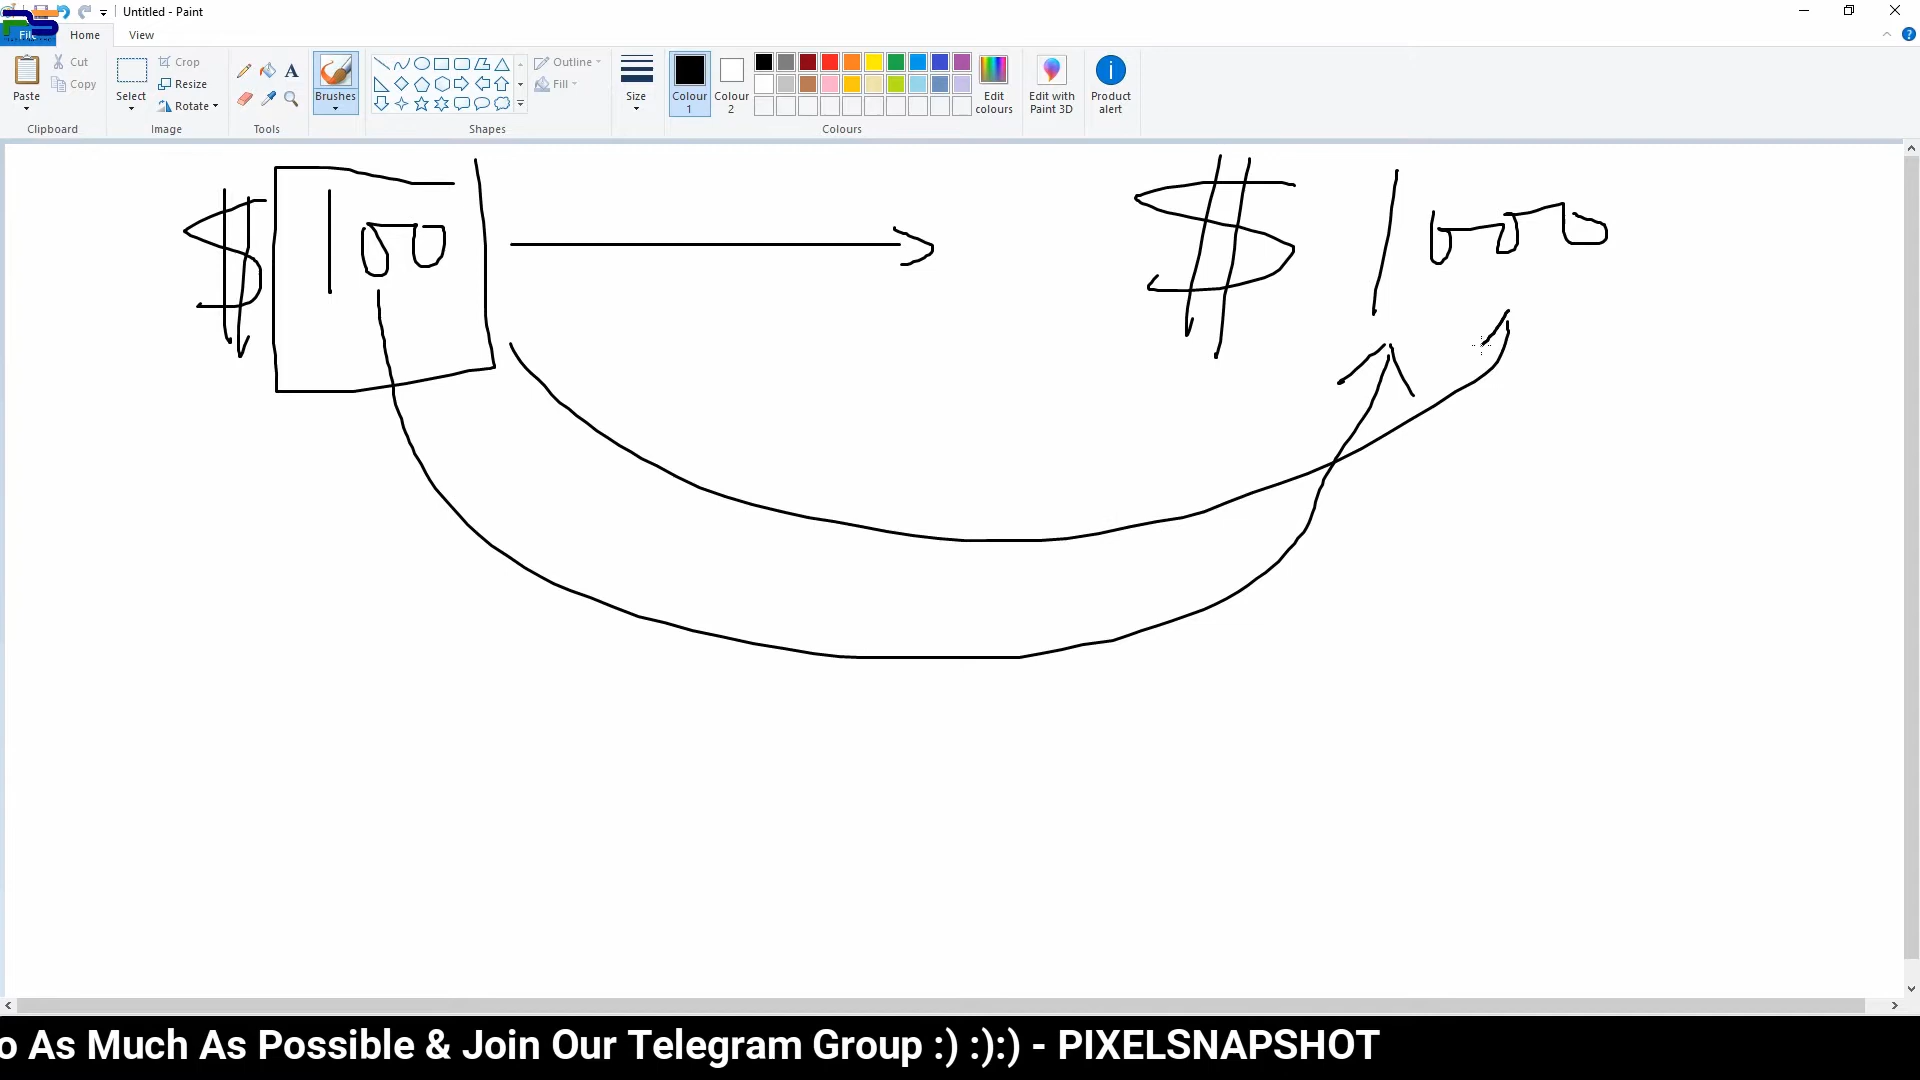 Untitled - Paint
File Home View
Paste
Cut
Copy
Clipboard
Select
Crop
Resize
Rotate
Image
Tools
Brushes
Shapes
Outline
Fill
Size
Colour 1
Colour 2
Edit colours
Colours
Edit with Paint 3D
Product alert
$ 100
$ 1000
o As Much As Possible & Join Our Telegram Group :) :):) - PIXELSNAPSHOT